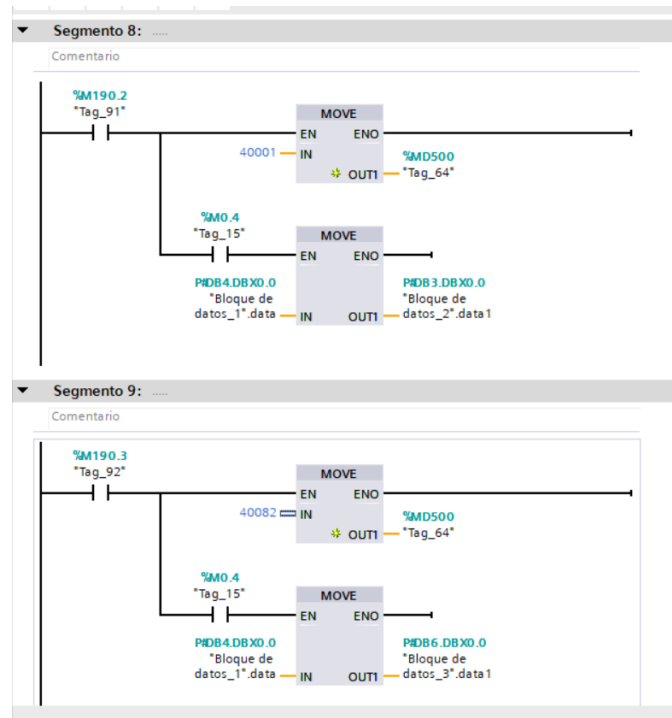 Segmento 8: .....
Comentario
%M190.2
"Tag_91"
MOVE
EN ENO
40001 IN
%MD500
OUT1 "Tag_64"
%M0.4
"Tag_15"
MOVE
EN ENO
P#DB4.DBX0.0
"Bloque de
datos_1".data IN
P#DB3.DBX0.0
"Bloque de
OUT1 datos_2".data1
Segmento 9: .....
Comentario
%M190.3
"Tag_92"
MOVE
EN ENO
40082 IN
%MD500
OUT1 "Tag_64"
%M0.4
"Tag_15"
MOVE
EN ENO
P#DB4.DBX0.0
"Bloque de
datos_1".data IN
P#DB6.DBX0.0
"Bloque de
OUT1 datos_3".data1